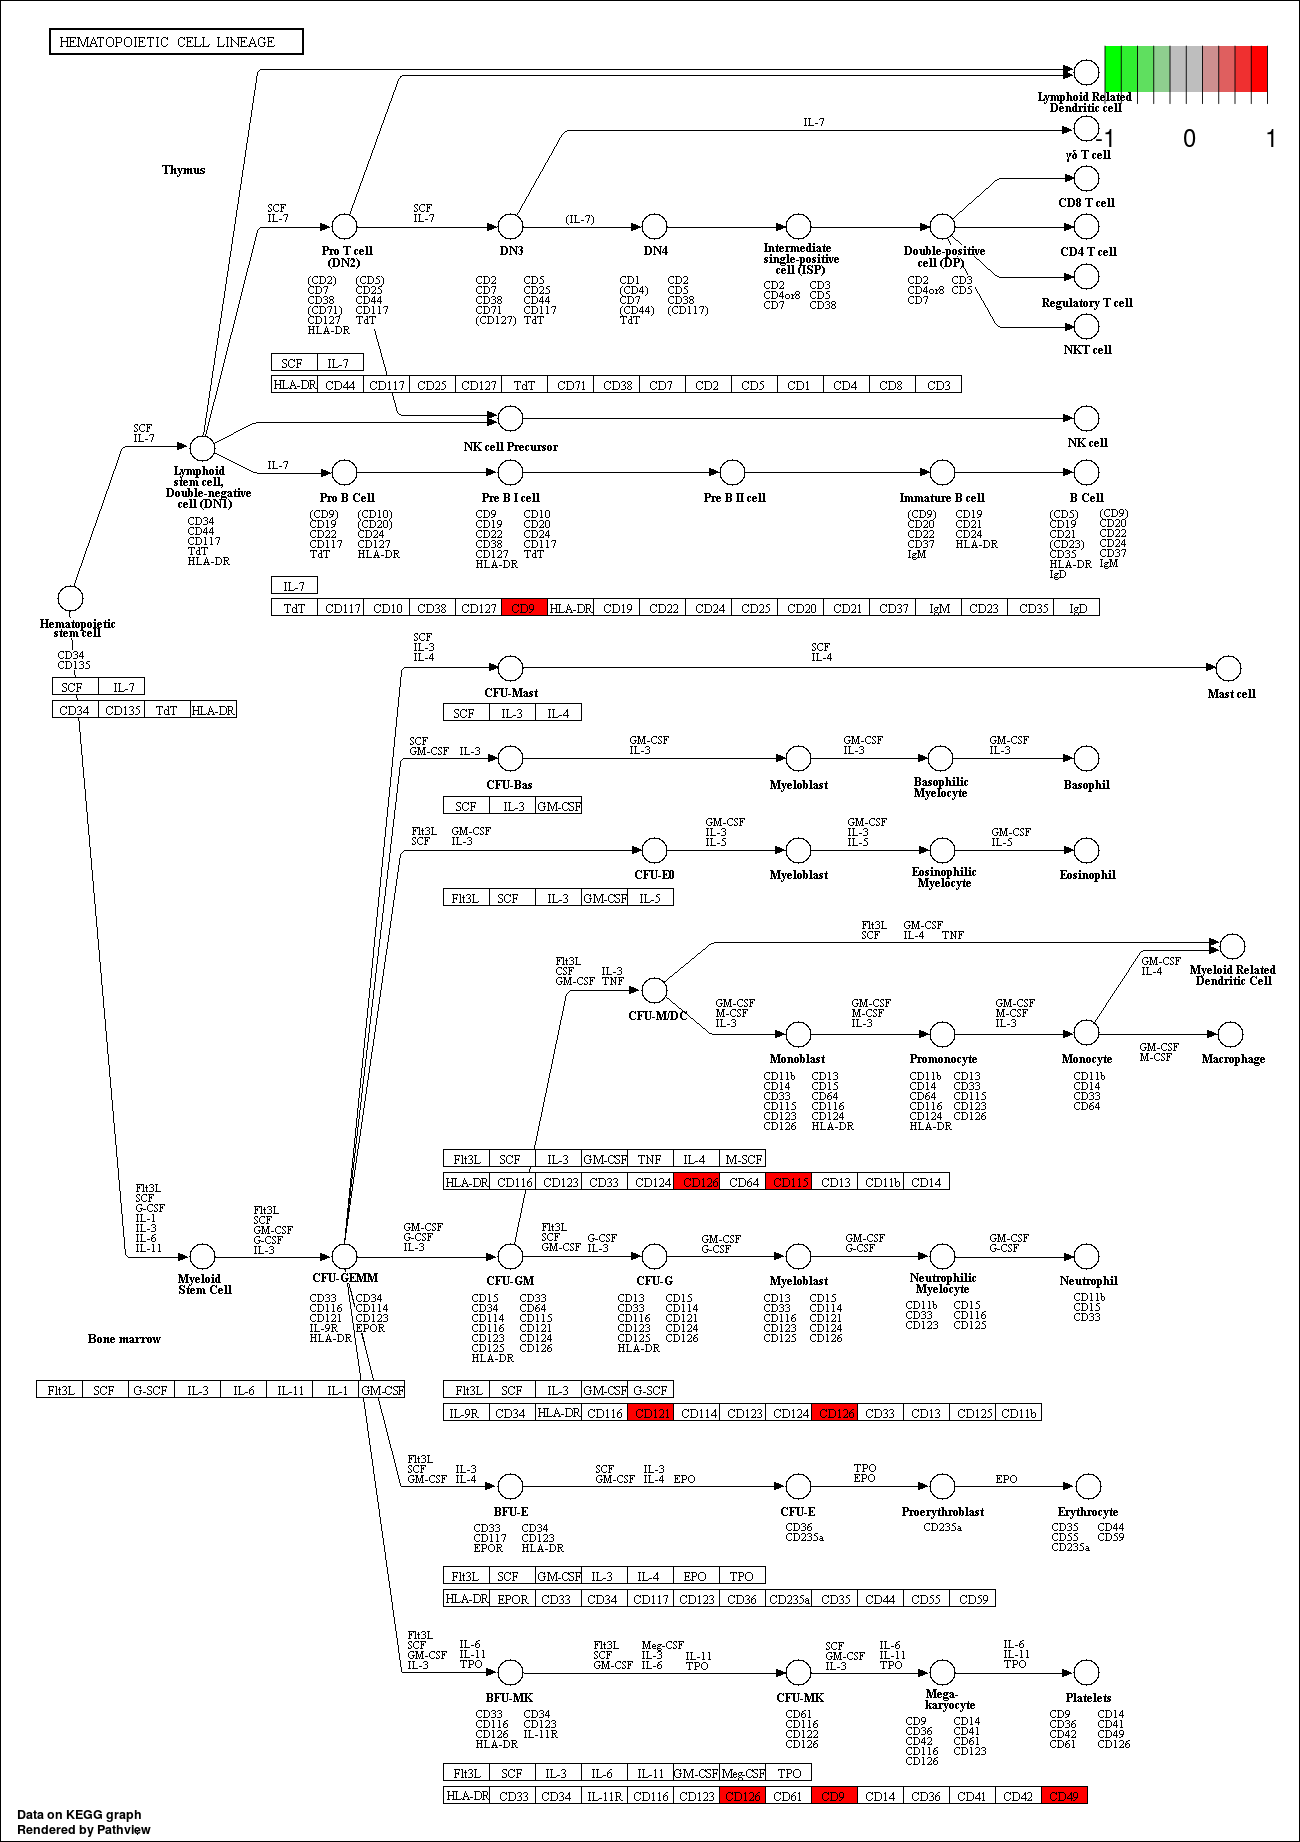 HEMATOPOIETIC CELL LINEAGE
-1 0 1
Lymphoid Related
Dendritic cell
IL-7
γδ T cell
Thymus
CD8 T cell
SCF
IL-7
SCF
IL-7
(IL-7)
Pro T cell
(DN2)
DN3
DN4
Intermediate
single-positive
cell (ISP)
Double-positive
cell (DP)
CD4 T cell
(CD2) (CD5)
CD7 CD25
CD38 CD44
(CD71) CD117
CD127 TdT
HLA-DR
CD2 CD5
CD7 CD25
CD38 CD44
CD71 CD117
(CD127) TdT
CD1 CD2
(CD4) CD5
CD7 CD38
(CD44) (CD117)
TdT
CD2 CD3
CD4or8 CD5
CD7 CD38
CD2 CD3
CD4or8 CD5
CD7
Regulatory T cell
NKT cell
SCF IL-7
HLA-DR CD44 CD117 CD25 CD127 TdT CD71 CD38 CD7 CD2 CD5 CD1 CD4 CD8 CD3
SCF
IL-7
NK cell Precursor
NK cell
Lymphoid
stem cell,
Double-negative
cell (DN1)
IL-7
Pro B Cell
Pre B I cell
Pre B II cell
Immature B cell
B Cell
CD34
CD44
CD117
TdT
HLA-DR
(CD9) (CD10)
CD19 (CD20)
CD22 CD24
CD117 CD127
TdT HLA-DR
CD9 CD10
CD19 CD20
CD22 CD24
CD38 CD117
CD127 TdT
HLA-DR
(CD9) CD19
CD20 CD21
CD22 CD24
CD37 HLA-DR
IgM
(CD5) (CD9)
CD19 CD20
CD21 CD22
(CD23) CD24
CD35 CD37
HLA-DR IgM
IgD
IL-7
TdT CD117 CD10 CD38 CD127 CD9 HLA-DR CD19 CD22 CD24 CD25 CD20 CD21 CD37 IgM CD23 CD35 IgD
Hematopoietic
stem cell
CD34
CD135
SCF IL-7
CD34 CD135 TdT HLA-DR
SCF
IL-3
IL-4
SCF
IL-4
CFU-Mast
Mast cell
SCF IL-3 IL-4
SCF
GM-CSF IL-3
GM-CSF
IL-3
GM-CSF
IL-3
GM-CSF
IL-3
CFU-Bas
Myeloblast
Basophilic
Myelocyte
Basophil
SCF IL-3 GM-CSF
Flt3L GM-CSF
SCF IL-3
GM-CSF
IL-3
IL-5
GM-CSF
IL-3
IL-5
GM-CSF
IL-5
CFU-E0
Myeloblast
Eosinophilic
Myelocyte
Eosinophil
Flt3L SCF IL-3 GM-CSF IL-5
Flt3L GM-CSF
SCF IL-4 TNF
Flt3L
CSF IL-3
GM-CSF TNF
GM-CSF
IL-4
Myeloid Related
Dendritic Cell
CFU-M/DC
GM-CSF
M-CSF
IL-3
GM-CSF
M-CSF
IL-3
GM-CSF
M-CSF
IL-3
GM-CSF
M-CSF
Monoblast
Promonocyte
Monocyte
Macrophage
CD11b CD13
CD14 CD15
CD33 CD64
CD115 CD116
CD123 CD124
CD126 HLA-DR
CD11b CD13
CD14 CD33
CD64 CD115
CD116 CD123
CD124 CD126
HLA-DR
CD11b
CD14
CD33
CD64
Flt3L SCF IL-3 GM-CSF TNF IL-4 M-SCF
HLA-DR CD116 CD123 CD33 CD124 CD126 CD64 CD115 CD13 CD11b CD14
Flt3L
SCF
G-CSF
IL-1
IL-3
IL-6
IL-11
Flt3L
SCF
GM-CSF
G-CSF
IL-3
GM-CSF
G-CSF
IL-3
Flt3L
SCF G-CSF
GM-CSF IL-3
GM-CSF
G-CSF
GM-CSF
G-CSF
GM-CSF
G-CSF
Myeloid
Stem Cell
CFU-GEMM
CFU-GM
CFU-G
Myeloblast
Neutrophilic
Myelocyte
Neutrophil
CD33 CD34
CD116 CD114
CD121 CD123
IL-9R EPOR
HLA-DR
CD15 CD33
CD34 CD64
CD114 CD115
CD116 CD121
CD123 CD124
CD125 CD126
HLA-DR
CD13 CD15
CD33 CD114
CD116 CD121
CD123 CD124
CD125 CD126
HLA-DR
CD13 CD15
CD33 CD114
CD116 CD121
CD123 CD124
CD125 CD126
CD11b CD15
CD33 CD116
CD123 CD125
CD11b
CD15
CD33
Bone marrow
Flt3L SCF G-SCF IL-3 IL-6 IL-11 IL-1 GM-CSF
Flt3L SCF IL-3 GM-CSF G-SCF
IL-9R CD34 HLA-DR CD116 CD121 CD114 CD123 CD124 CD126 CD33 CD13 CD125 CD11b
Flt3L
SCF IL-3
GM-CSF IL-4
SCF IL-3
GM-CSF IL-4 EPO
TPO
EPO
EPO
BFU-E
CFU-E
Proerythroblast
Erythrocyte
CD33 CD34
CD117 CD123
EPOR HLA-DR
CD36
CD235a
CD235a
CD35 CD44
CD55 CD59
CD235a
Flt3L SCF GM-CSF IL-3 IL-4 EPO TPO
HLA-DR EPOR CD33 CD34 CD117 CD123 CD36 CD235a CD35 CD44 CD55 CD59
Flt3L
SCF IL-6
GM-CSF IL-11
IL-3 TPO
Flt3L Meg-CSF
SCF IL-3 IL-11
GM-CSF IL-6 TPO
SCF IL-6
GM-CSF IL-11
IL-3 TPO
IL-6
IL-11
TPO
BFU-MK
CFU-MK
Mega-
karyocyte
Platelets
CD33 CD34
CD116 CD123
CD126 IL-11R
HLA-DR
CD61
CD116
CD122
CD126
CD9 CD14
CD36 CD41
CD42 CD61
CD116 CD123
CD126
CD9 CD14
CD36 CD41
CD42 CD49
CD61 CD126
Flt3L SCF IL-3 IL-6 IL-11 GM-CSF Meg-CSF TPO
HLA-DR CD33 CD34 IL-11R CD116 CD123 CD126 CD61 CD9 CD14 CD36 CD41 CD42 CD49
Data on KEGG graph
Rendered by Pathview